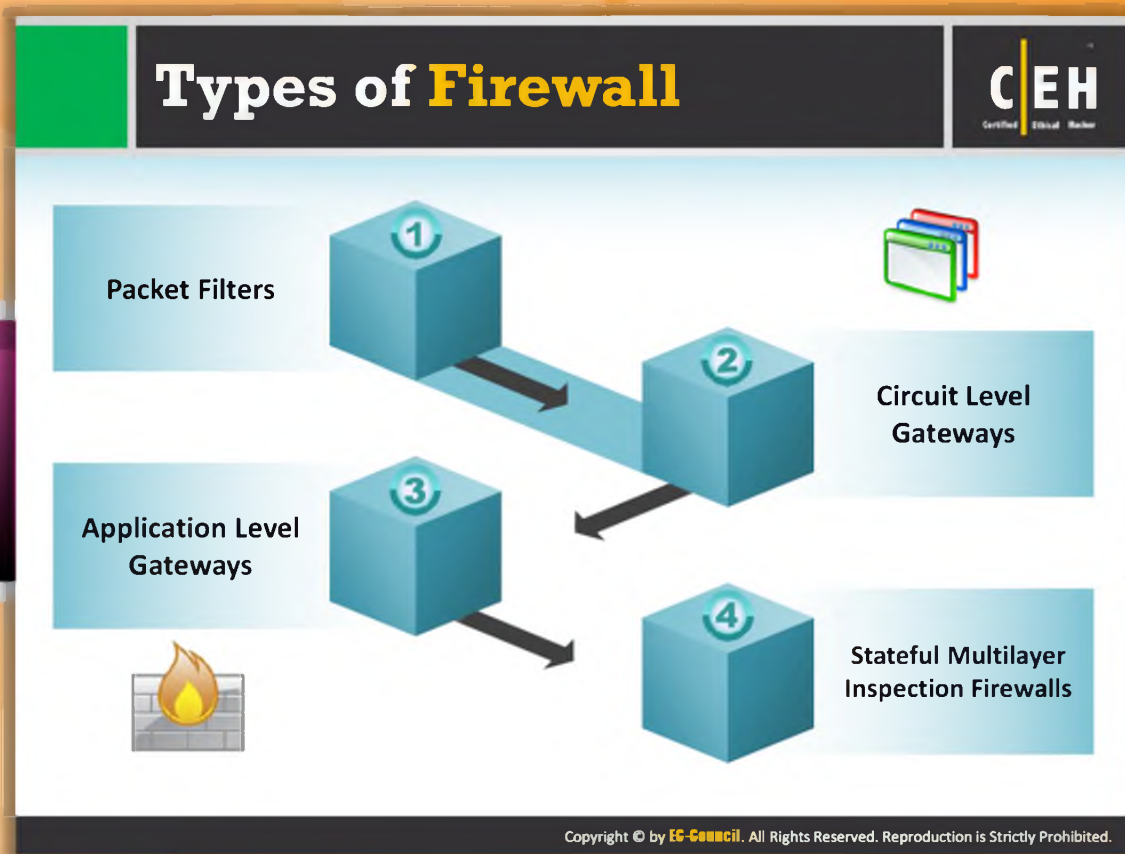 Types of Firewall
CEH
Certified Ethical Hacker
1
Packet Filters
2
Circuit Level
Gateways
3
Application Level
Gateways
4
Stateful Multilayer
Inspection Firewalls
Copyright © by EC-Council. All Rights Reserved. Reproduction is Strictly Prohibited.